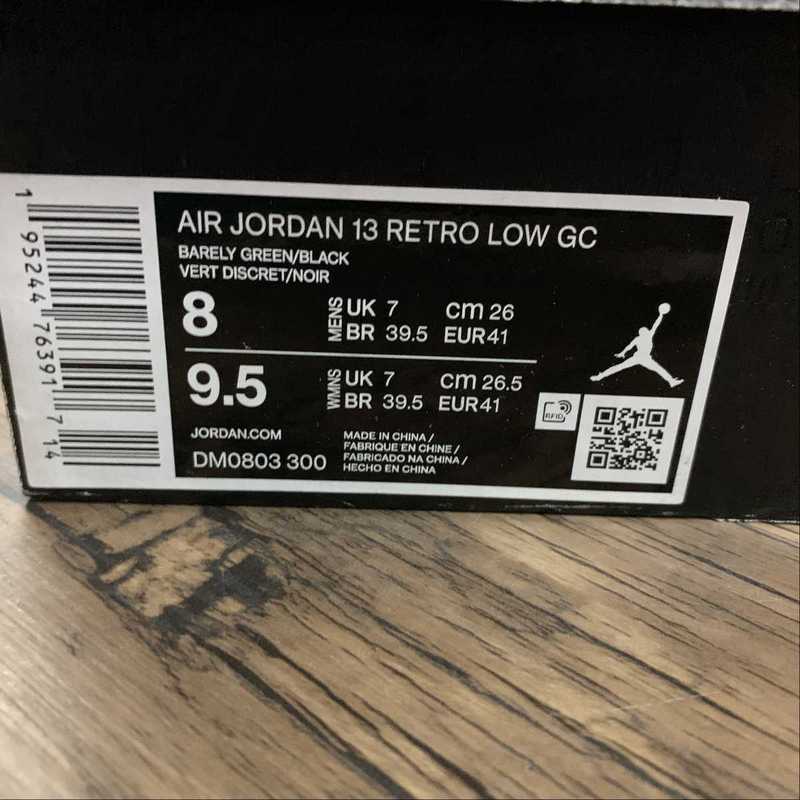 AIR JORDAN 13 RETRO LOW GC
BARELY GREEN/BLACK
VERT DISCRET/NOIR
8 MENS UK 7 cm 26
BR 39.5 EUR 41
9.5 WMNS UK 7 cm 26.5
BR 39.5 EUR 41
RFID
JORDAN.COM
DM0803 300
MADE IN CHINA /
FABRIQUE EN CHINE /
FABRICADO NA CHINA /
HECHO EN CHINA
1 95244 76391 7 14